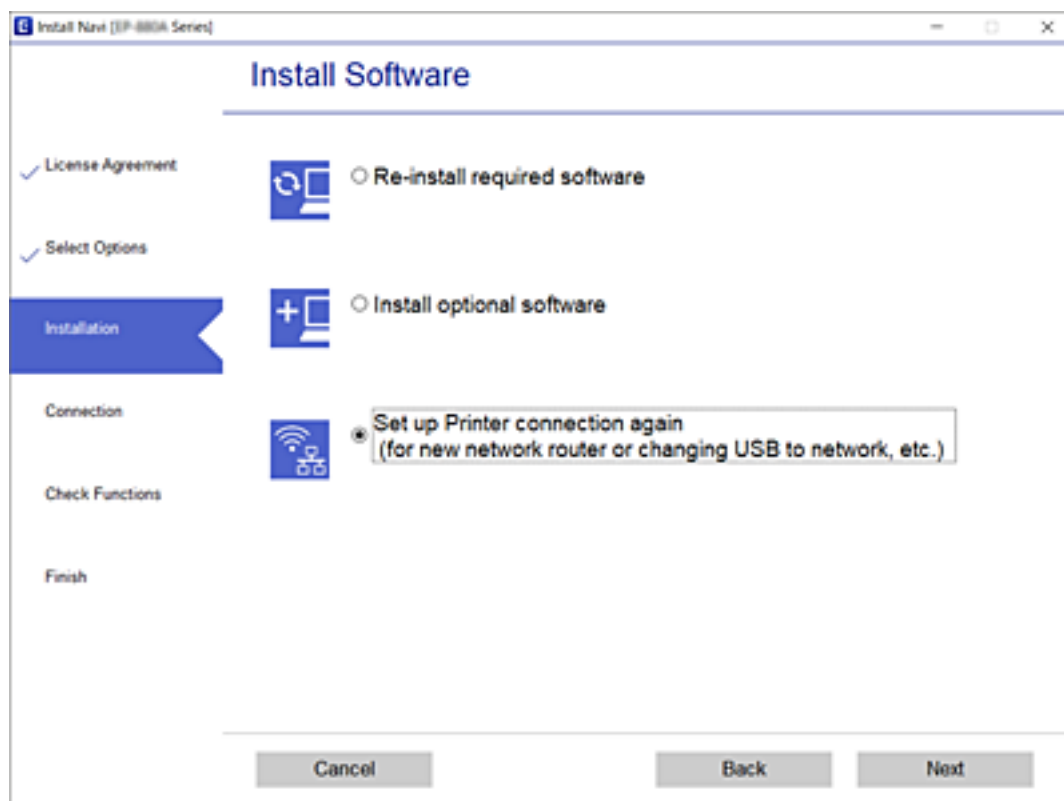 Install Navi [EP-880A Series]
Install Software
License Agreement
Select Options
Installation
Connection
Check Functions
Finish
Re-install required software
Install optional software
Set up Printer connection again
(for new network router or changing USB to network, etc.)
Cancel
Back
Next